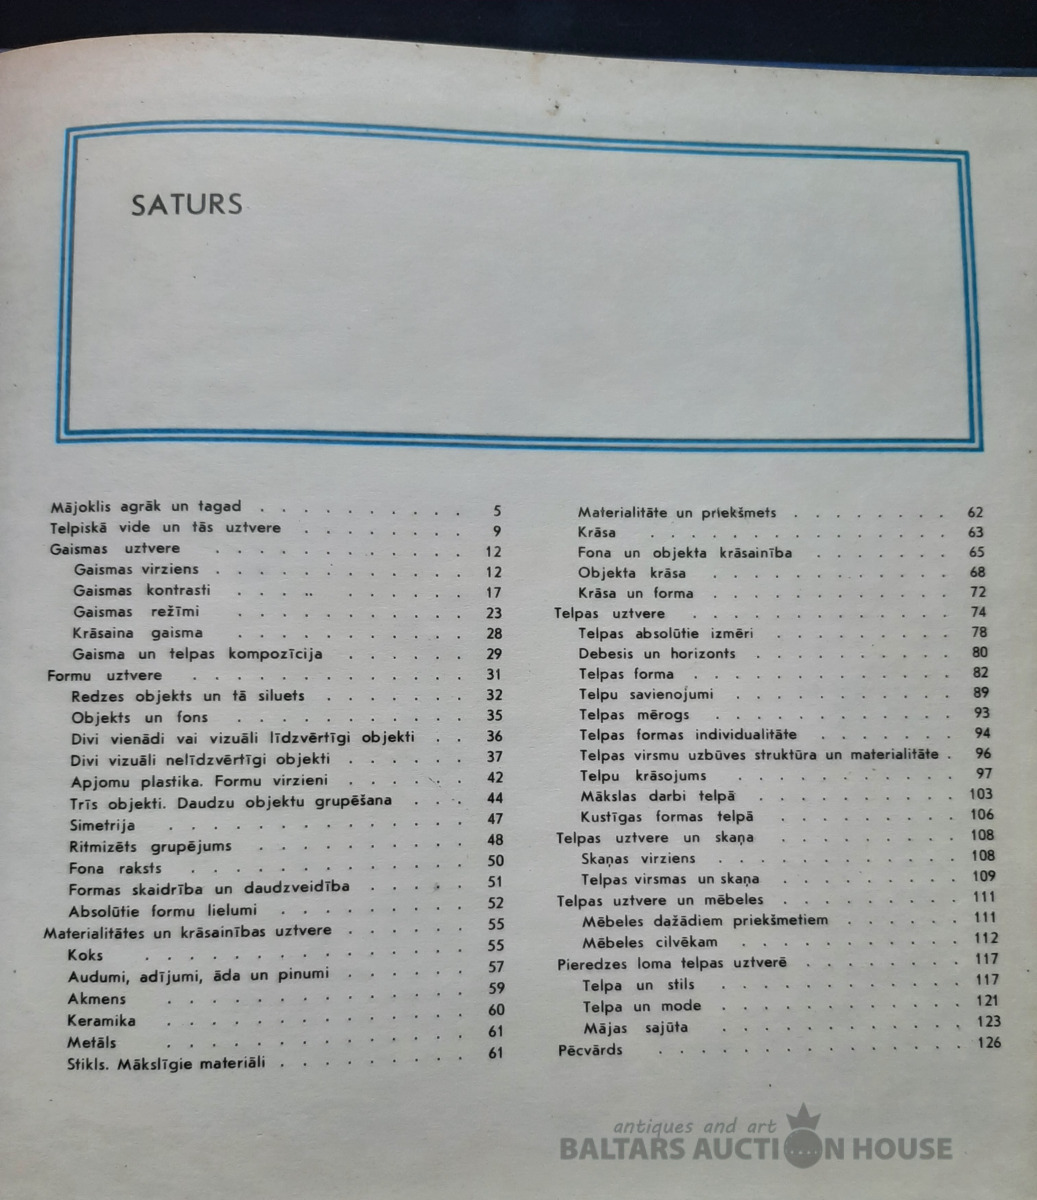 SATURS
Mājoklis agrāk un tagad . . . . . . . . . . 5
Telpiskā vide un tās uztvere . . . . . . . . 9
Gaismas uztvere . . . . . . . . . . . . 12
Gaismas virziens . . . . . . . . . . . . 12
Gaismas kontrasti . . . . . . . . . . . 17
Gaismas režīmi . . . . . . . . . . . 23
Krāsaina gaisma . . . . . . . . . . . 28
Gaisma un telpas kompozīcija . . . . . . 29
Formu uztvere . . . . . . . . . . . . . 31
Redzes objekts un tā siluets . . . . . . . 32
Objekts un fons . . . . . . . . . . . 35
Divi vienādi vai vizuāli līdzvērtīgi objekti . . 36
Divi vizuāli nelīdzvērtīgi objekti . . . . . . 37
Apjomu plastika. Formu virzieni . . . . . . 42
Trīs objekti. Daudzu objektu grupēšana . . . . 44
Simetrija . . . . . . . . . . . . . . 47
Ritmizēts grupējums . . . . . . . . . . 48
Fona raksts . . . . . . . . . . . . . 50
Formas skaidrība un daudzveidība . . . . . 51
Absolūtie formu lielumi . . . . . . . . . 52
Materialitātes un krāsainības uztvere . . . . . . 55
Koks . . . . . . . . . . . . . . . 55
Audumi, adījumi, āda un pinumi . . . . . . 57
Akmens . . . . . . . . . . . . . . 59
Keramika . . . . . . . . . . . . . . 60
Metāls . . . . . . . . . . . . . . 61
Stikls. Mākslīgie materiāli . . . . . . . . . 61
Materialitāte un priekšmets . . . . . . . . 62
Krāsa . . . . . . . . . . . . . . . 63
Fona un objekta krāsainība . . . . . . . 65
Objekta krāsa . . . . . . . . . . . . 68
Krāsa un forma . . . . . . . . . . . . 72
Telpas uztvere . . . . . . . . . . . . . 74
Telpas absolūtie izmēri . . . . . . . . . 78
Debesis un horizonts . . . . . . . . . . 80
Telpas forma . . . . . . . . . . . . . 82
Telpu savienojumi . . . . . . . . . . . 89
Telpas mērogs . . . . . . . . . . . . 93
Telpas formas individualitāte . . . . . . . 94
Telpas virsmu uzbūves struktūra un materialitāte . 96
Telpu krāsojums . . . . . . . . . . . 97
Mākslas darbi telpā . . . . . . . . . . 103
Kustīgas formas telpā . . . . . . . . . 106
Telpas uztvere un skaņa . . . . . . . . . 108
Skaņas virziens . . . . . . . . . . . . 108
Telpas virsmas un skaņa . . . . . . . . . 109
Telpas uztvere un mēbeles . . . . . . . . . 111
Mēbeles dažādiem priekšmetiem . . . . . . 111
Mēbeles cilvēkam . . . . . . . . . . . 112
Pieredzes loma telpas uztverē . . . . . . . . 117
Telpa un stils . . . . . . . . . . . . 117
Telpa un mode . . . . . . . . . . . . 121
Mājas sajūta . . . . . . . . . . . . 123
Pēcvārds . . . . . . . . . . . . . . . 126
antiques and art
BALTARS AUCTION HOUSE